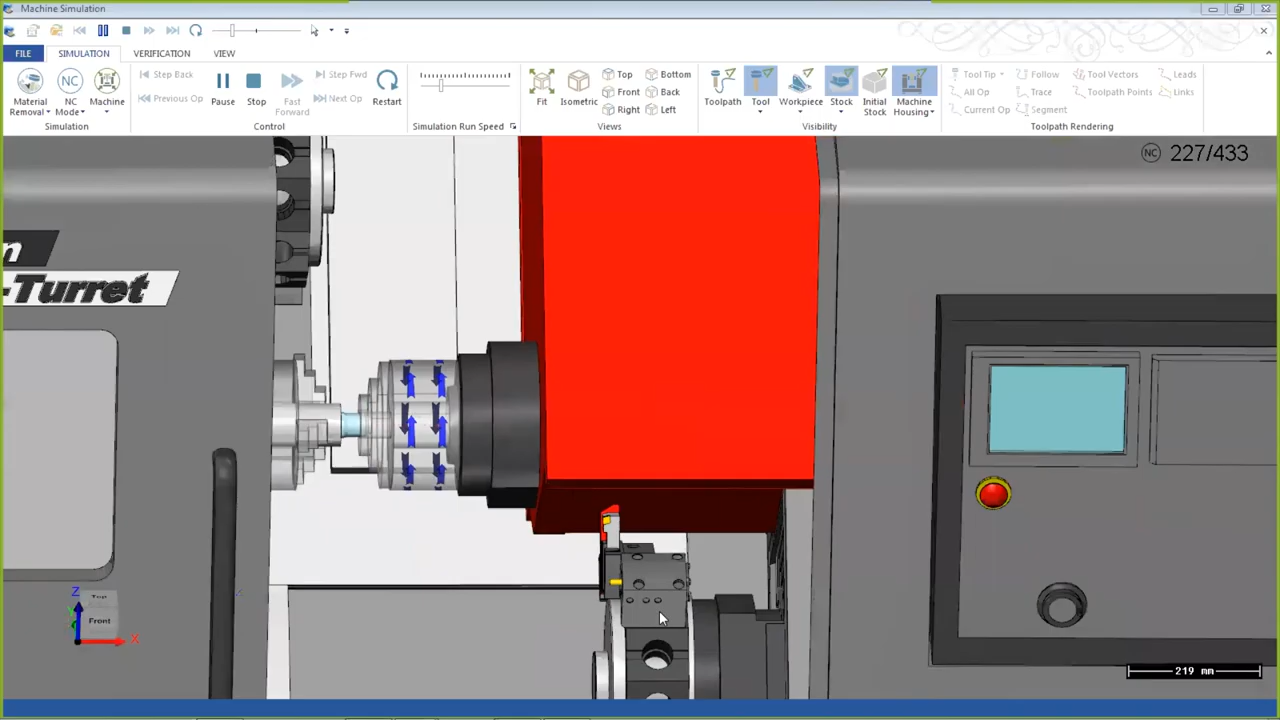 Machine Simulation
FILE SIMULATION VERIFICATION VIEW
Material Removal NC Mode Machine
Simulation
Step Back
Previous Op
Pause Stop Fast Forward
Step Fwd
Next Op
Restart
Control
Simulation Run Speed
Fit Isometric
Top Bottom
Front Back
Right Left
Views
Toolpath Tool Workpiece Stock Initial Stock Machine Housing
Visibility
Tool Tip Follow Tool Vectors Leads
All Op Trace Toolpath Points Links
Current Op Segment
Toolpath Rendering
NC 227/433
n
-Turret
Z
Top
Front
X
219 mm